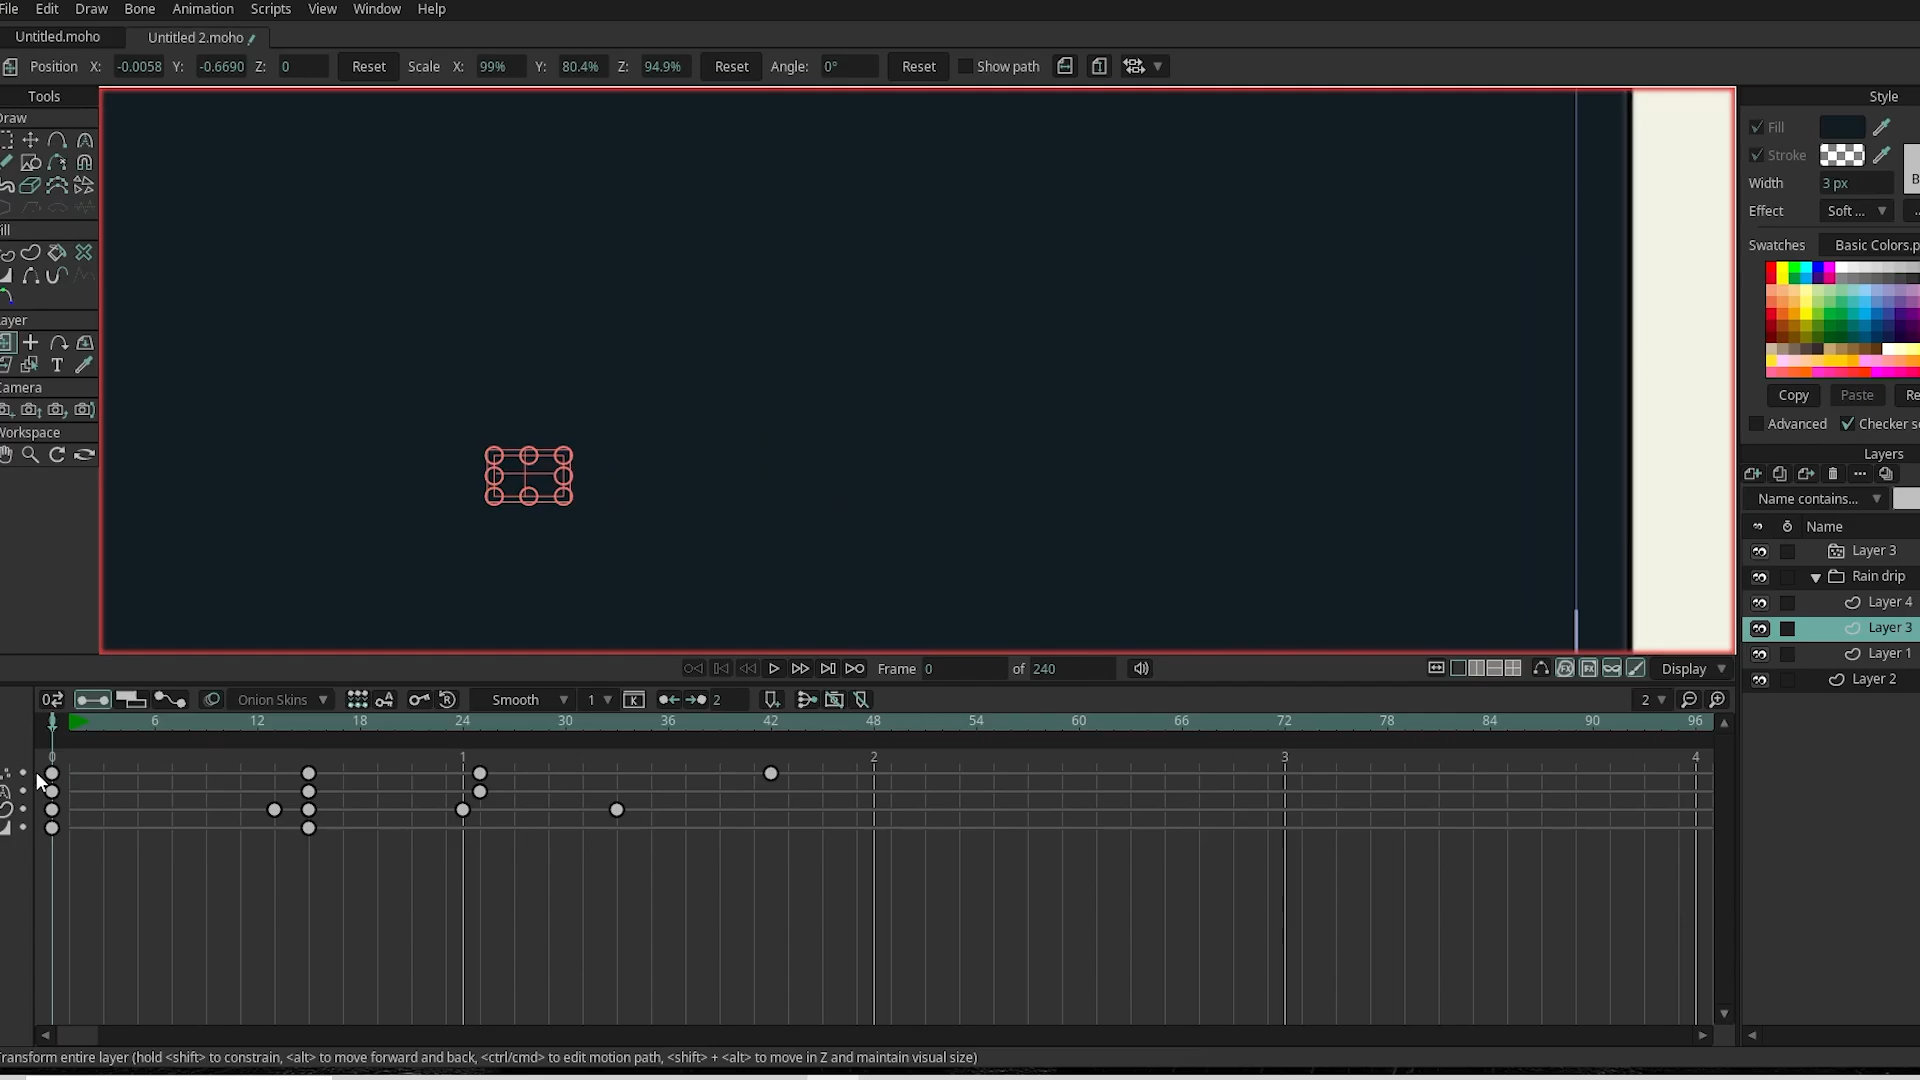 File Edit Draw Bone Animation Scripts View Window Help
Untitled.moho Untitled 2.moho
Position X: -0.0058 Y: -0.6690 Z: 0 Reset Scale X: 99% Y: 80.4% Z: 94.9% Reset Angle: 0° Reset Show path
Tools
Draw
ill
ayer
Camera
Workspace
Style
Fill
Stroke
Width 3 px
B
Effect Soft ... ...
Swatches Basic Colors.p
Copy Paste Re
Advanced Checker se
Layers
Name contains...
Name
Layer 3
Rain drip
Layer 4
Layer 3
Layer 1
Layer 2
Frame 0 of 240 Display
Onion Skins Smooth 1 2 2
6 12 18 24 30 36 42 48 54 60 66 72 78 84 90 96
0 1 2 3 4
Transform entire layer (hold <shift> to constrain, <alt> to move forward and back, <ctrl/cmd> to edit motion path, <shift> + <alt> to move in Z and maintain visual size)